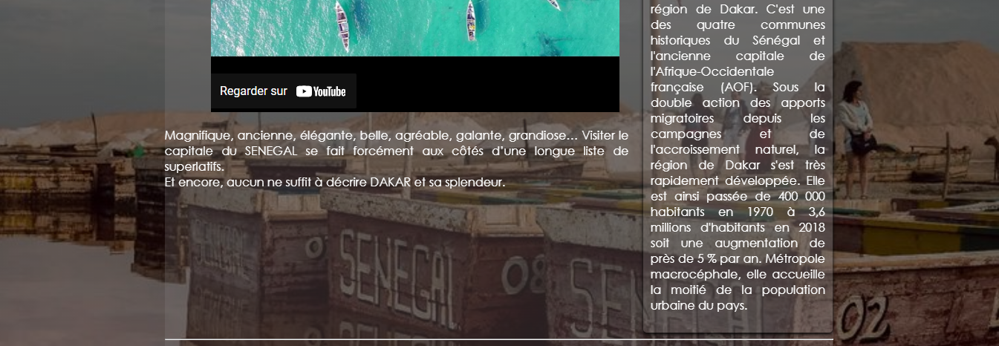 Regarder sur YouTube
Magnifique, ancienne, élégante, belle, agréable, galante, grandiose… Visiter le
capitale du SENEGAL se fait forcément aux côtés d’une longue liste de
superlatifs.
Et encore, aucun ne suffit à décrire DAKAR et sa splendeur.
région de Dakar. C'est une
des quatre communes
historiques du Sénégal et
l'ancienne capitale de
l'Afrique-Occidentale
française (AOF). Sous la
double action des apports
migratoires depuis les
campagnes et de
l'accroissement naturel, la
région de Dakar s'est très
rapidement développée. Elle
est ainsi passée de 400 000
habitants en 1970 à 3,6
millions d'habitants en 2018
soit une augmentation de
près de 5 % par an. Métropole
macrocéphale, elle accueille
la moitié de la population
urbaine du pays.
SENEGAL 08
SENEGAL 02